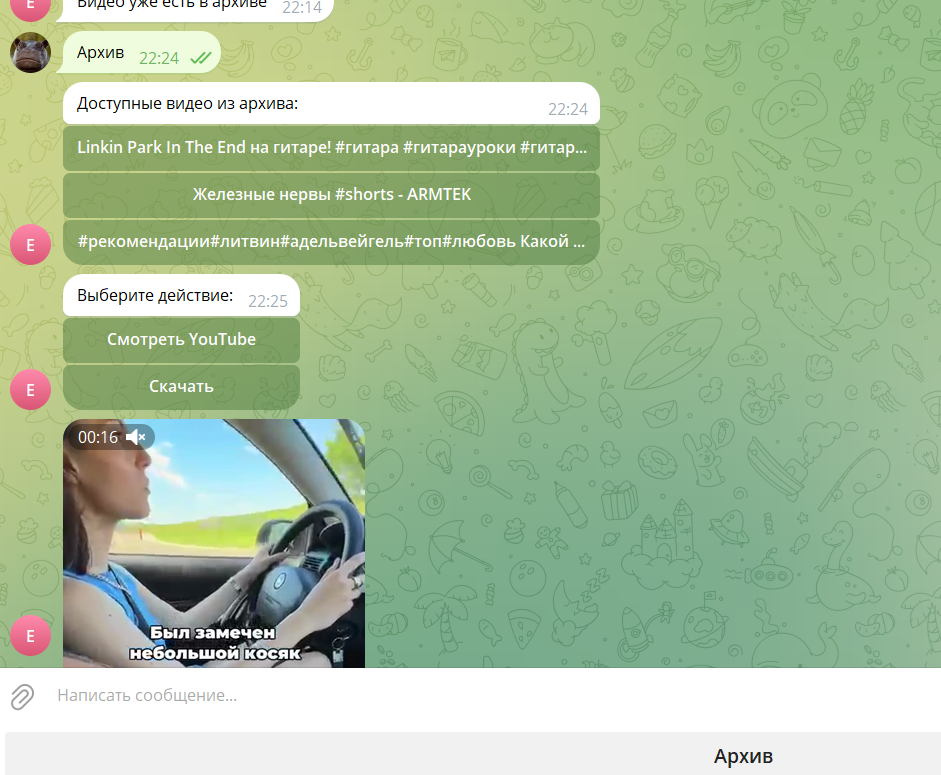 Видео уже есть в архиве 22:14
Архив 22:24
Доступные видео из архива: 22:24
Linkin Park In The End на гитаре! #гитара #гитарауроки #гитар...
Железные нервы #shorts - ARMTEK
#рекомендации#литвин#адельвейгель#топ#любовь Какой ...
E
Выберите действие: 22:25
Смотреть YouTube
Скачать
E
00:16
Был замечен
небольшой косяк
E
Написать сообщение...
Архив